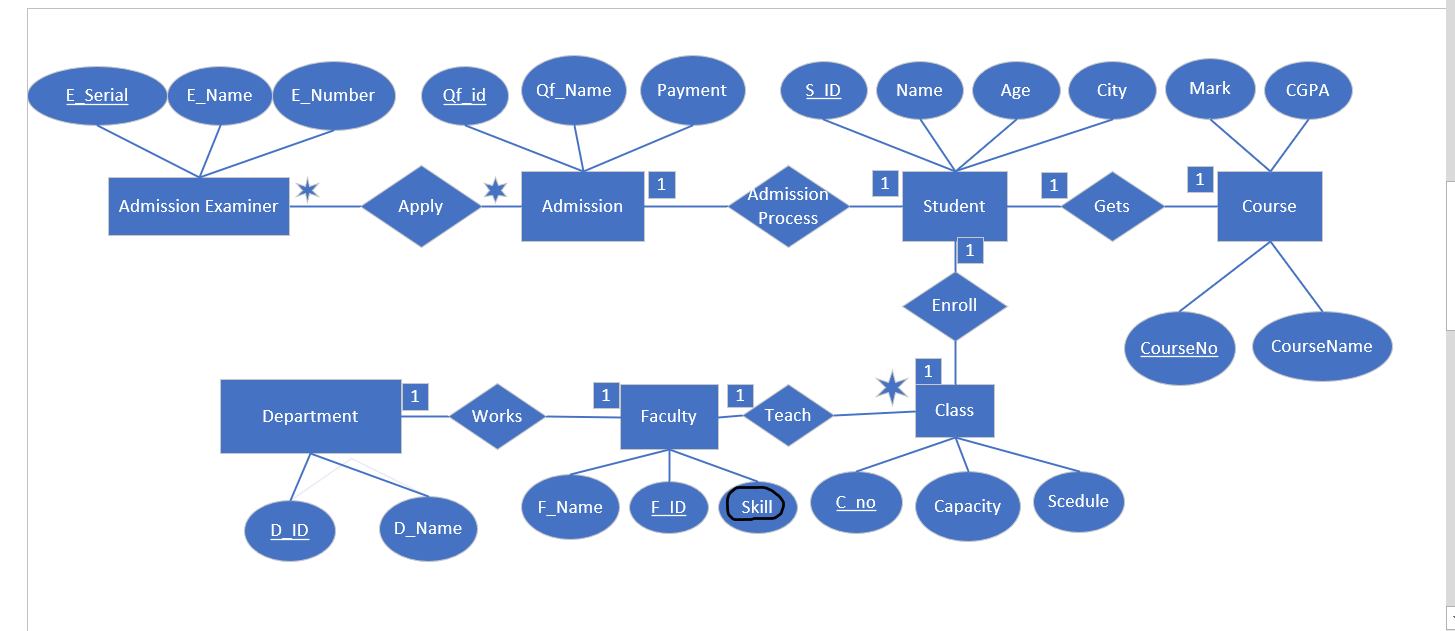 E_Serial
E_Name
E_Number
Qf_id
Qf_Name
Payment
S_ID
Name
Age
City
Mark
CGPA
Admission Examiner
Apply
Admission
1
Admission
Process
1
Student
1
Gets
1
Course
1
Enroll
CourseNo
CourseName
Department
1
Works
1
Faculty
1
Teach
1
Class
D_ID
D_Name
F_Name
F_ID
Skill
C_no
Capacity
Scedule